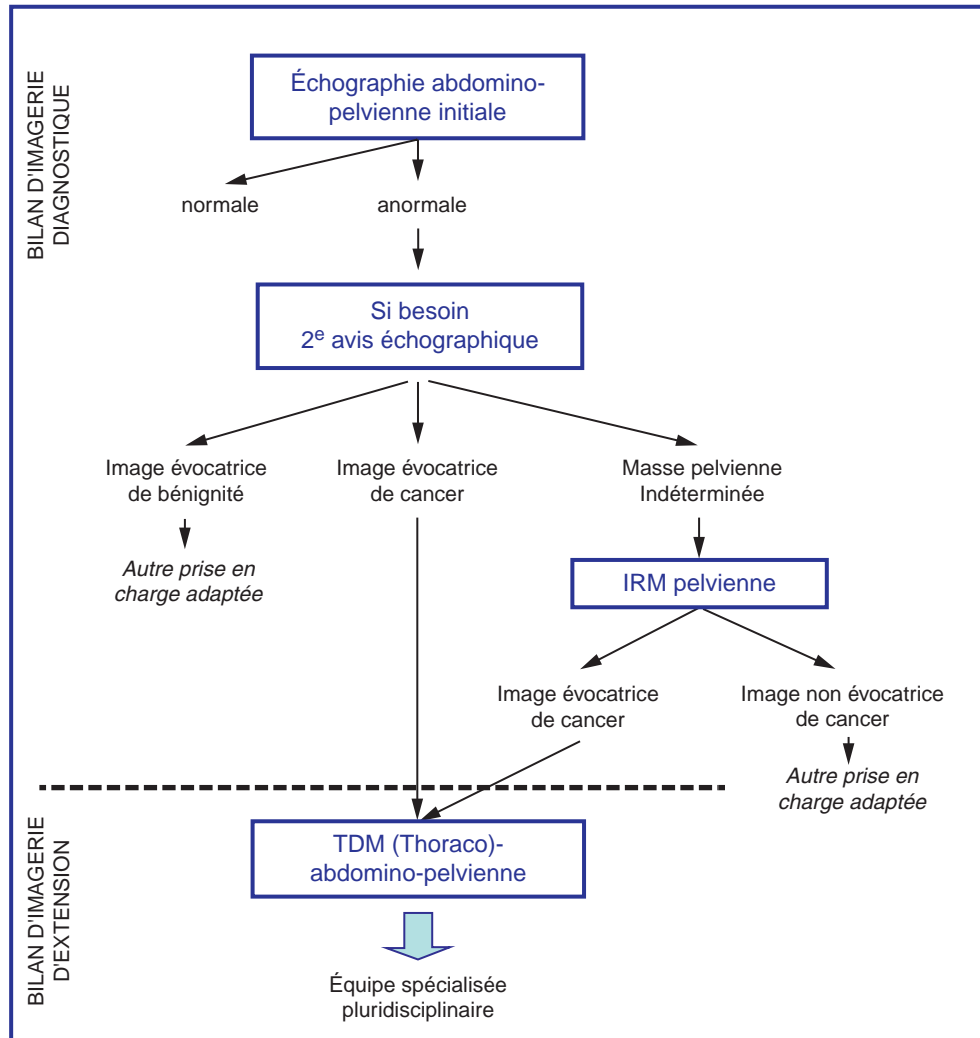 BILAN D'IMAGERIE
DIAGNOSTIQUE
Échographie abdomino-
pelvienne initiale
normale
anormale
Si besoin
2e avis échographique
Image évocatrice
de bénignité
Image évocatrice
de cancer
Masse pelvienne
Indéterminée
Autre prise en
charge adaptée
IRM pelvienne
Image évocatrice
de cancer
Image non évocatrice
de cancer
Autre prise en
charge adaptée
BILAN D'IMAGERIE
D'EXTENSION
TDM (Thoraco)-
abdomino-pelvienne
Équipe spécialisée
pluridisciplinaire